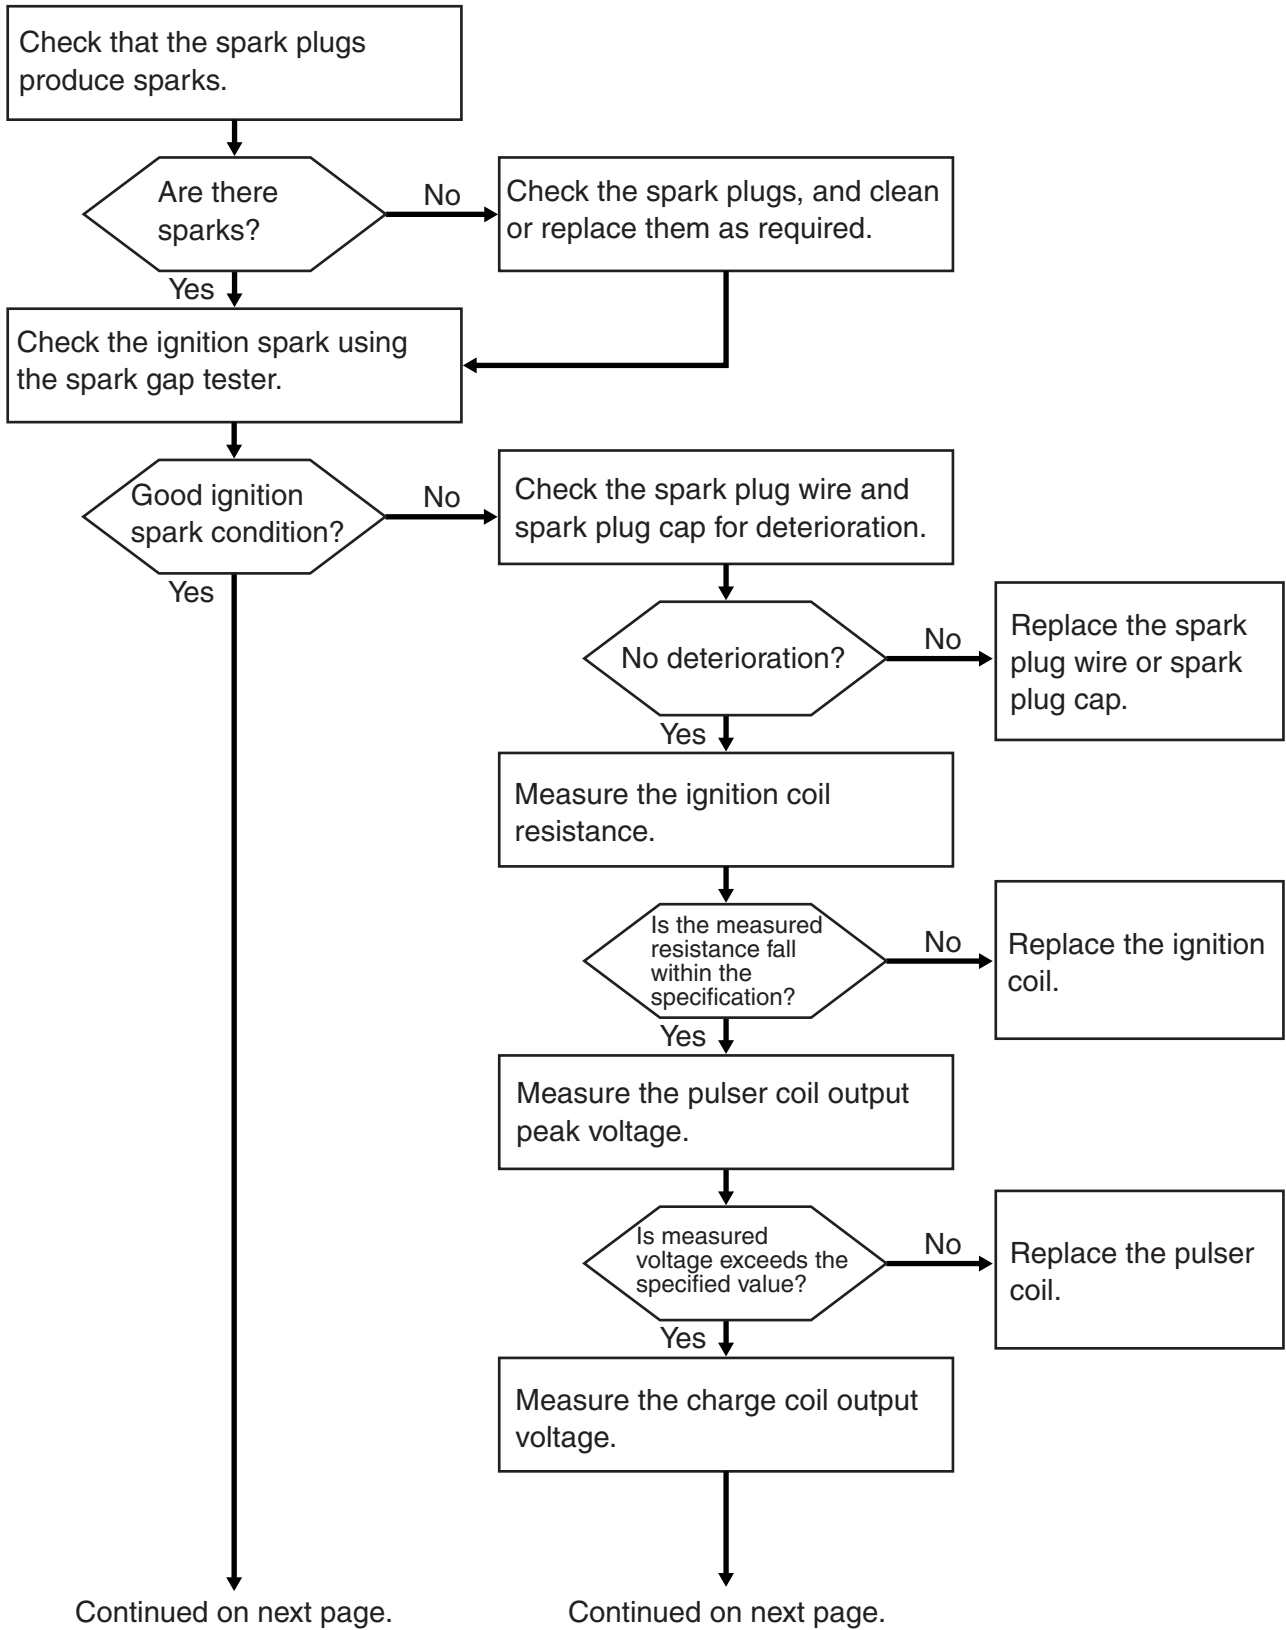 Check that the spark plugs
produce sparks.
Are there
sparks?
No
Check the spark plugs, and clean
or replace them as required.
Yes
Check the ignition spark using
the spark gap tester.
Good ignition
spark condition?
No
Check the spark plug wire and
spark plug cap for deterioration.
Yes
No deterioration?
No
Replace the spark
plug wire or spark
plug cap.
Yes
Measure the ignition coil
resistance.
Is the measured
resistance fall
within the
specification?
No
Replace the ignition
coil.
Yes
Measure the pulser coil output
peak voltage.
Is measured
voltage exceeds the
specified value?
No
Replace the pulser
coil.
Yes
Measure the charge coil output
voltage.
Continued on next page.
Continued on next page.